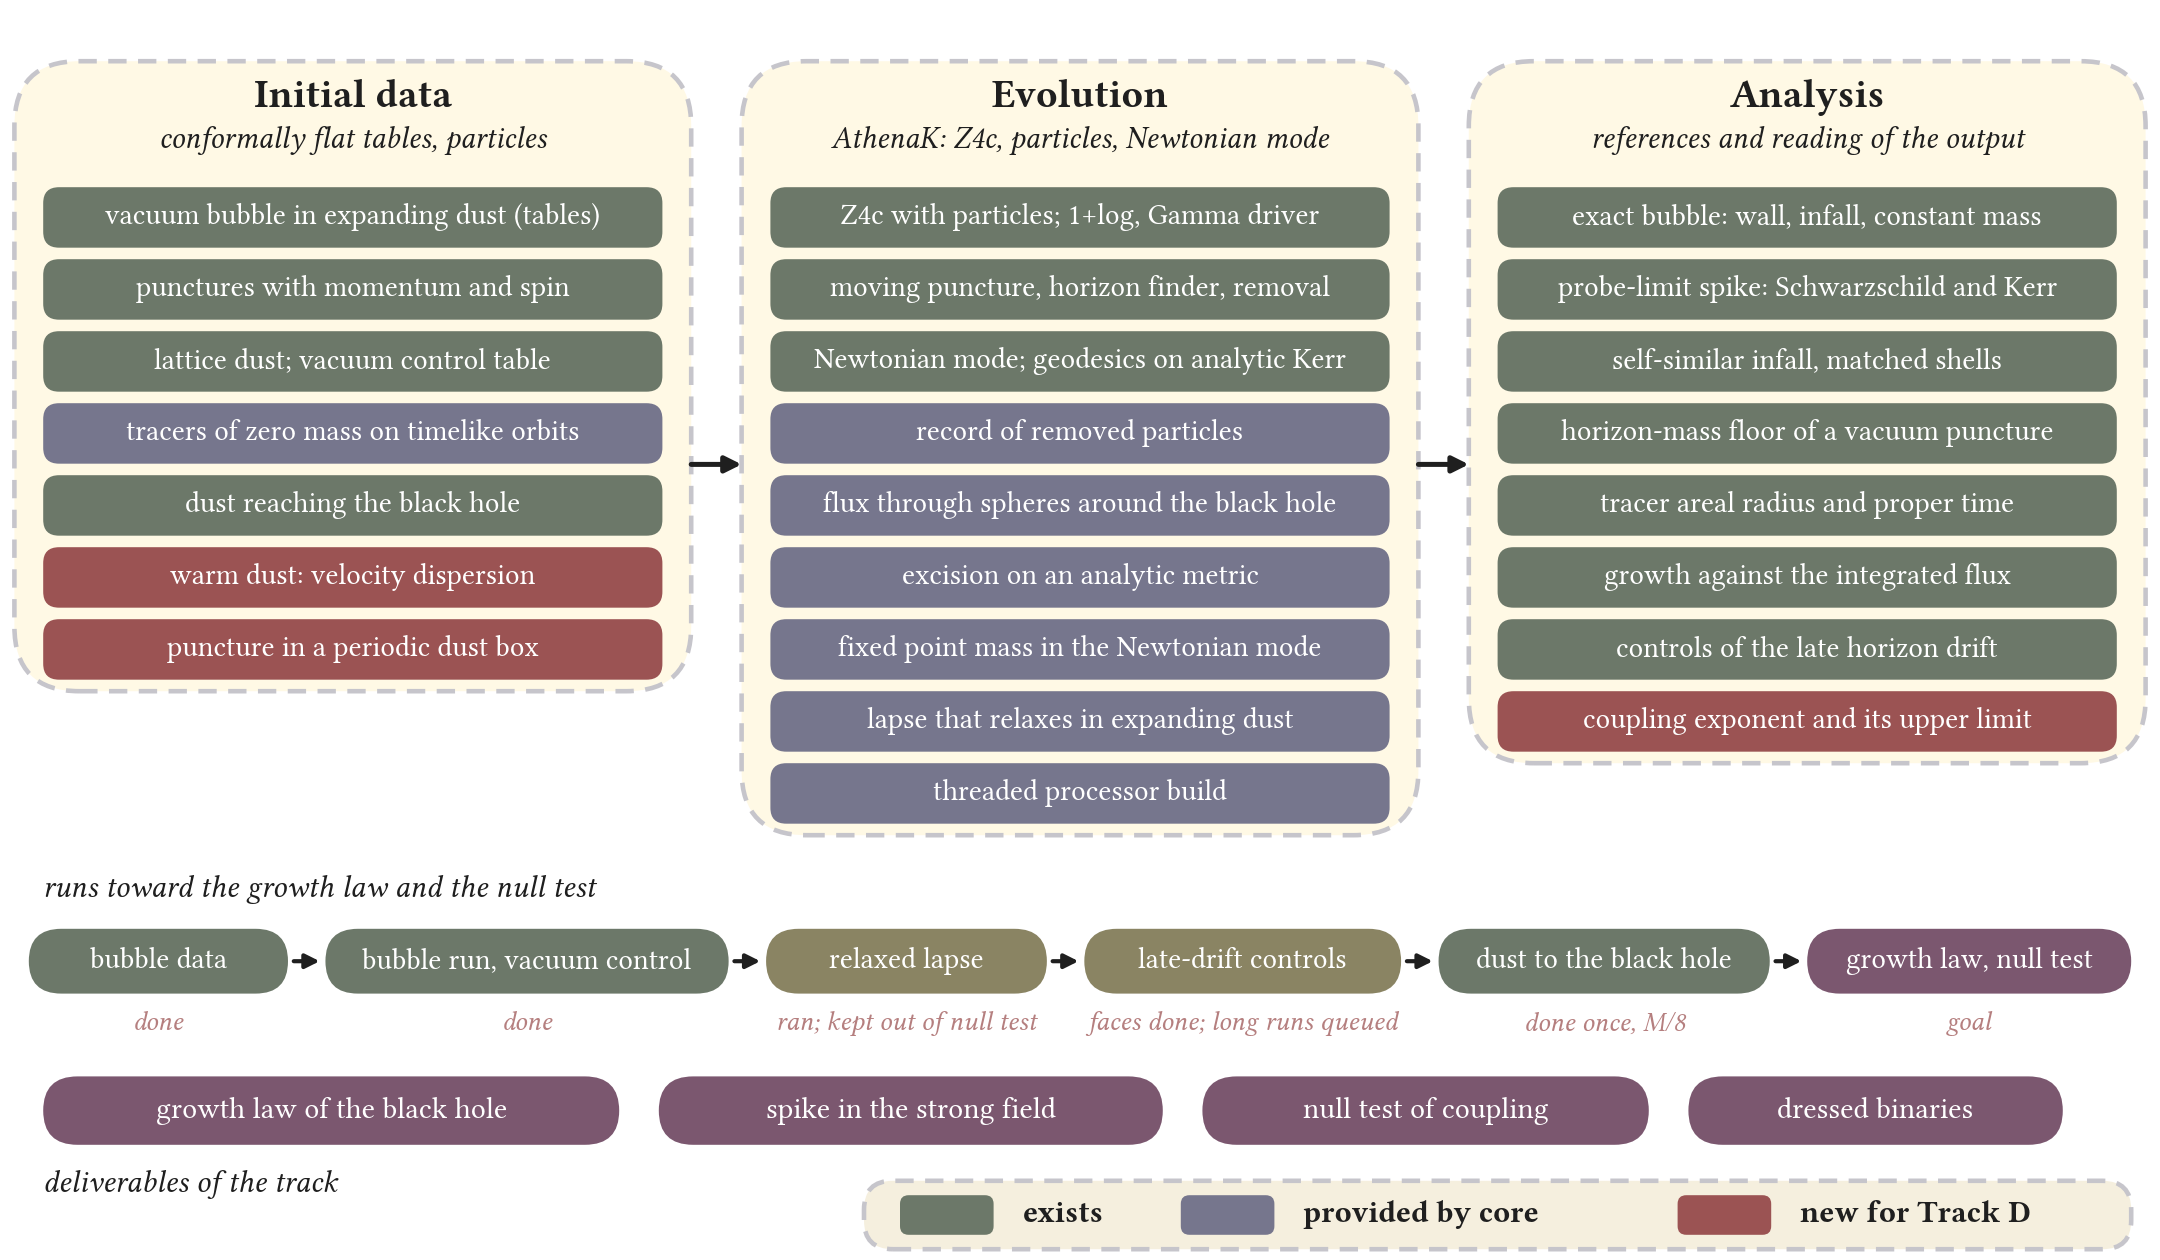 Initial data
conformally flat tables, particles
vacuum bubble in expanding dust (tables)
punctures with momentum and spin
lattice dust; vacuum control table
tracers of zero mass on timelike orbits
dust reaching the black hole
warm dust: velocity dispersion
puncture in a periodic dust box
Evolution
AthenaK: Z4c, particles, Newtonian mode
Z4c with particles; 1+log, Gamma driver
moving puncture, horizon finder, removal
Newtonian mode; geodesics on analytic Kerr
record of removed particles
flux through spheres around the black hole
excision on an analytic metric
fixed point mass in the Newtonian mode
lapse that relaxes in expanding dust
threaded processor build
Analysis
references and reading of the output
exact bubble: wall, infall, constant mass
probe-limit spike: Schwarzschild and Kerr
self-similar infall, matched shells
horizon-mass floor of a vacuum puncture
tracer areal radius and proper time
growth against the integrated flux
controls of the late horizon drift
coupling exponent and its upper limit
runs toward the growth law and the null test
bubble data
bubble run, vacuum control
relaxed lapse
late-drift controls
dust to the black hole
growth law, null test
done
done
ran; kept out of null test
faces done; long runs queued
done once, M/8
goal
growth law of the black hole
spike in the strong field
null test of coupling
dressed binaries
deliverables of the track
exists
provided by core
new for Track D